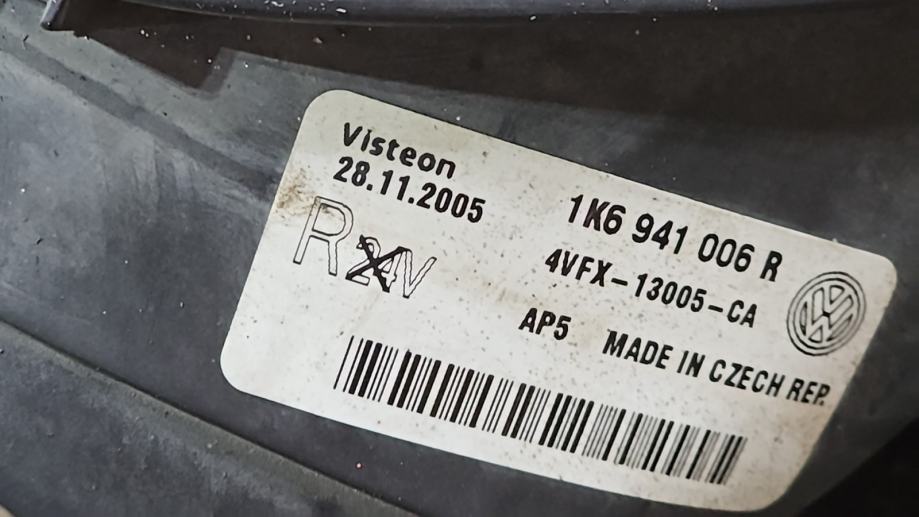 Visteon
28.11.2005
1K6 941 006 R
R 24V
4VFX-13005-CA
AP5
MADE IN CZECH REP.